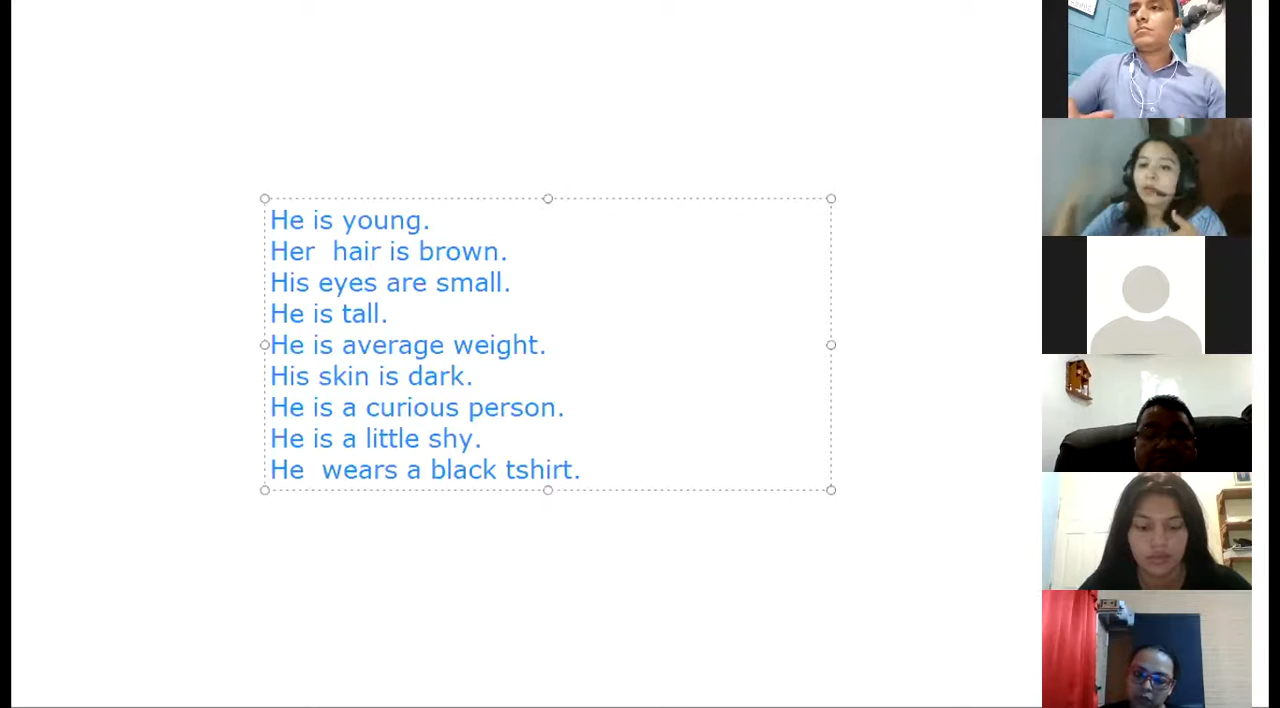 He is young.
Her hair is brown.
His eyes are small.
He is tall.
He is average weight.
His skin is dark.
He is a curious person.
He is a little shy.
He wears a black tshirt.